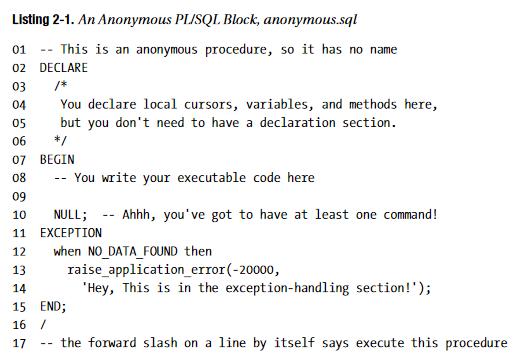 Listing 2-1. An Anonymous PL/SQL Block, anonymous.sql
01 -- This is an anonymous procedure, so it has no name
02 DECLARE
03 /*
04 You declare local cursors, variables, and methods here,
05 but you don't need to have a declaration section.
06 */
07 BEGIN
08 -- You write your executable code here
09
10 NULL; -- Ahhh, you've got to have at least one command!
11 EXCEPTION
12 when NO_DATA_FOUND then
13 raise_application_error(-20000,
14 'Hey, This is in the exception-handling section!');
15 END;
16 /
17 -- the forward slash on a line by itself says execute this procedure